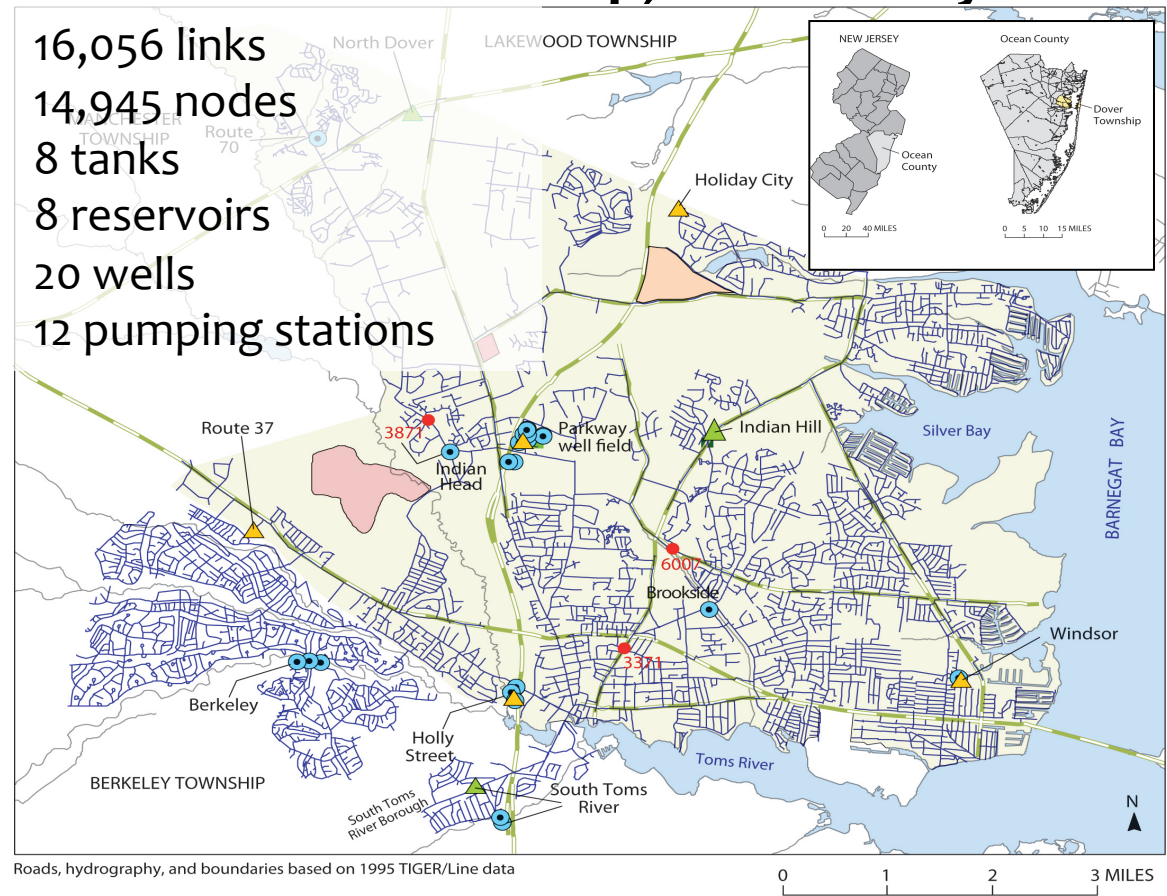 16,056 links
14,945 nodes
8 tanks
8 reservoirs
20 wells
12 pumping stations
North Dover
LAKEWOOD TOWNSHIP
MANCHESTER
TOWNSHIP
Route
70
NEW JERSEY
Ocean
County
0 20 40 MILES
Ocean County
Dover
Township
0 5 10 15 MILES
Holiday City
Route 37
3871
Indian
Head
Parkway
well field
Indian Hill
Silver Bay
BARNEGAT BAY
6007
Brookside
3371
Windsor
Berkeley
Holly
Street
BERKELEY TOWNSHIP
South Toms
River Borough
South Toms
River
Toms River
N
Roads, hydrography, and boundaries based on 1995 TIGER/Line data
0 1 2 3 MILES